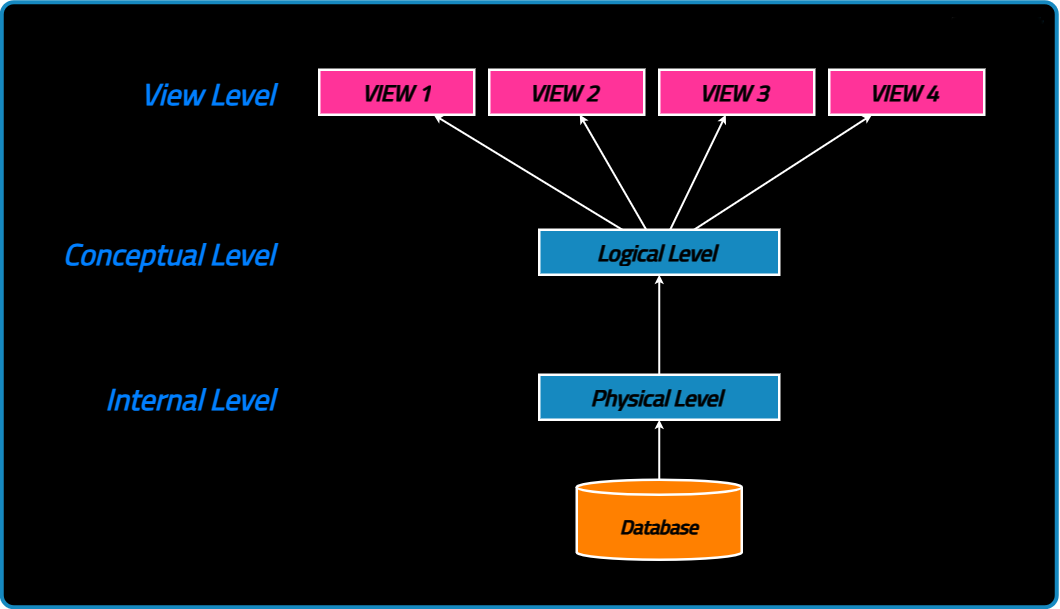 View Level
VIEW 1
VIEW 2
VIEW 3
VIEW 4
Conceptual Level
Logical Level
Internal Level
Physical Level
Database